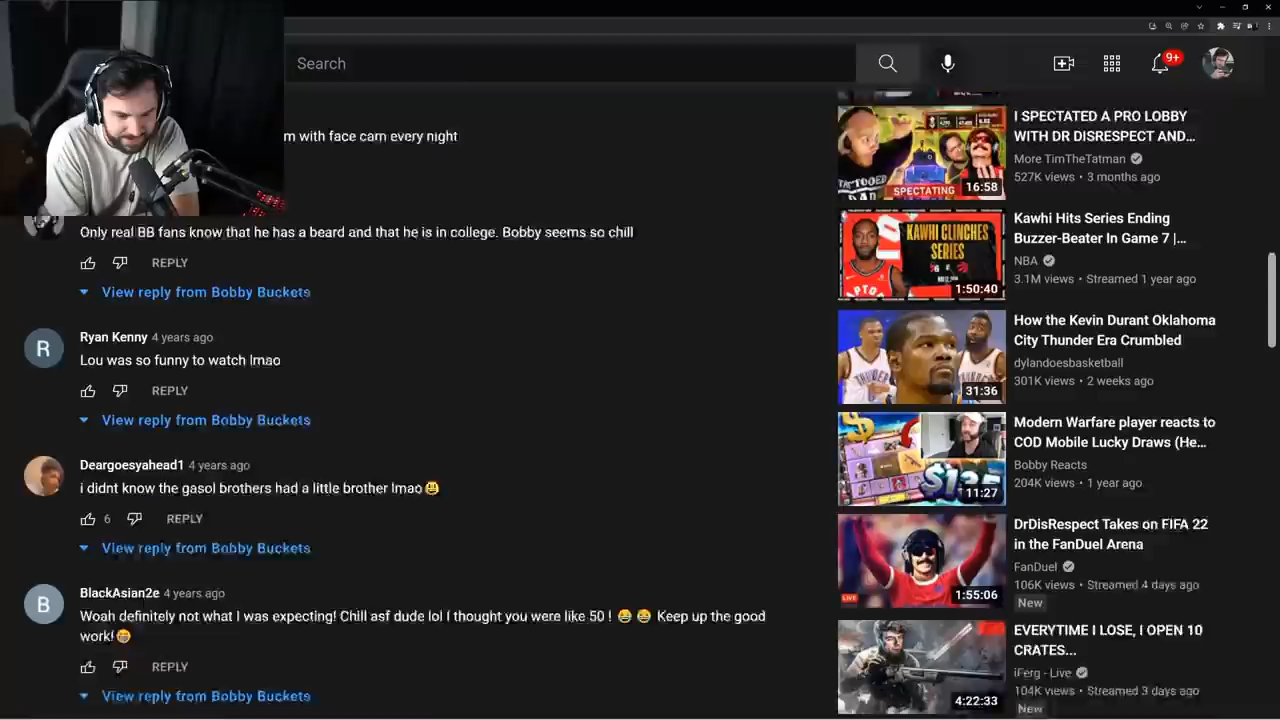 Search
9+
m with face cam every night
Only real BB fans know that he has a beard and that he is in college. Bobby seems so chill
REPLY
View reply from Bobby Buckets
R
Ryan Kenny 4 years ago
Lou was so funny to watch lmao
REPLY
View reply from Bobby Buckets
Deargoesyahead1 4 years ago
i didnt know the gasol brothers had a little brother lmao😃
6 REPLY
View reply from Bobby Buckets
B
BlackAsian2e 4 years ago
Woah definitely not what I was expecting! Chill asf dude lol I thought you were like 50 ! 😂 😂 Keep up the good
work!😁
REPLY
View reply from Bobby Buckets
SPECTATING
16:58
I SPECTATED A PRO LOBBY
WITH DR DISRESPECT AND...
More TimTheTatman
527K views • 3 months ago
KAWHI CLINCHES
SERIES
1:50:40
Kawhi Hits Series Ending
Buzzer-Beater In Game 7 |...
NBA
3.1M views • Streamed 1 year ago
31:36
How the Kevin Durant Oklahoma
City Thunder Era Crumbled
dylandoesbasketball
301K views • 2 weeks ago
$135
11:27
Modern Warfare player reacts to
COD Mobile Lucky Draws (He...
Bobby Reacts
204K views • 1 year ago
LIVE
1:55:06
DrDisRespect Takes on FIFA 22
in the FanDuel Arena
FanDuel
106K views • Streamed 4 days ago
New
4:22:33
EVERYTIME I LOSE, I OPEN 10
CRATES...
iFerg - Live
104K views • Streamed 3 days ago
New